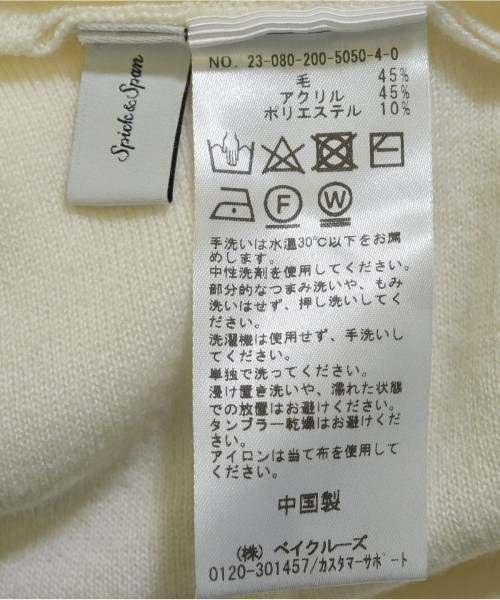 Spick & Span
NO. 23-080-200-5050-4-0
毛 45%
アクリル 45%
ポリエステル 10%
F W
手洗いは水温30℃以下をお薦
めします。
中性洗剤を使用してください。
部分的なつまみ洗いや、もみ
洗いはせず、押し洗いしてく
ださい。
洗濯機は使用せず、手洗いし
てください。
単独で洗ってください。
浸け置き洗いや、濡れた状態
での放置はお避けください。
タンブラー乾燥はお避けくだ
さい。
アイロンは当て布を使用して
ください。
中国製
(株) ベイクルーズ
0120-301457/カスタマーサポート